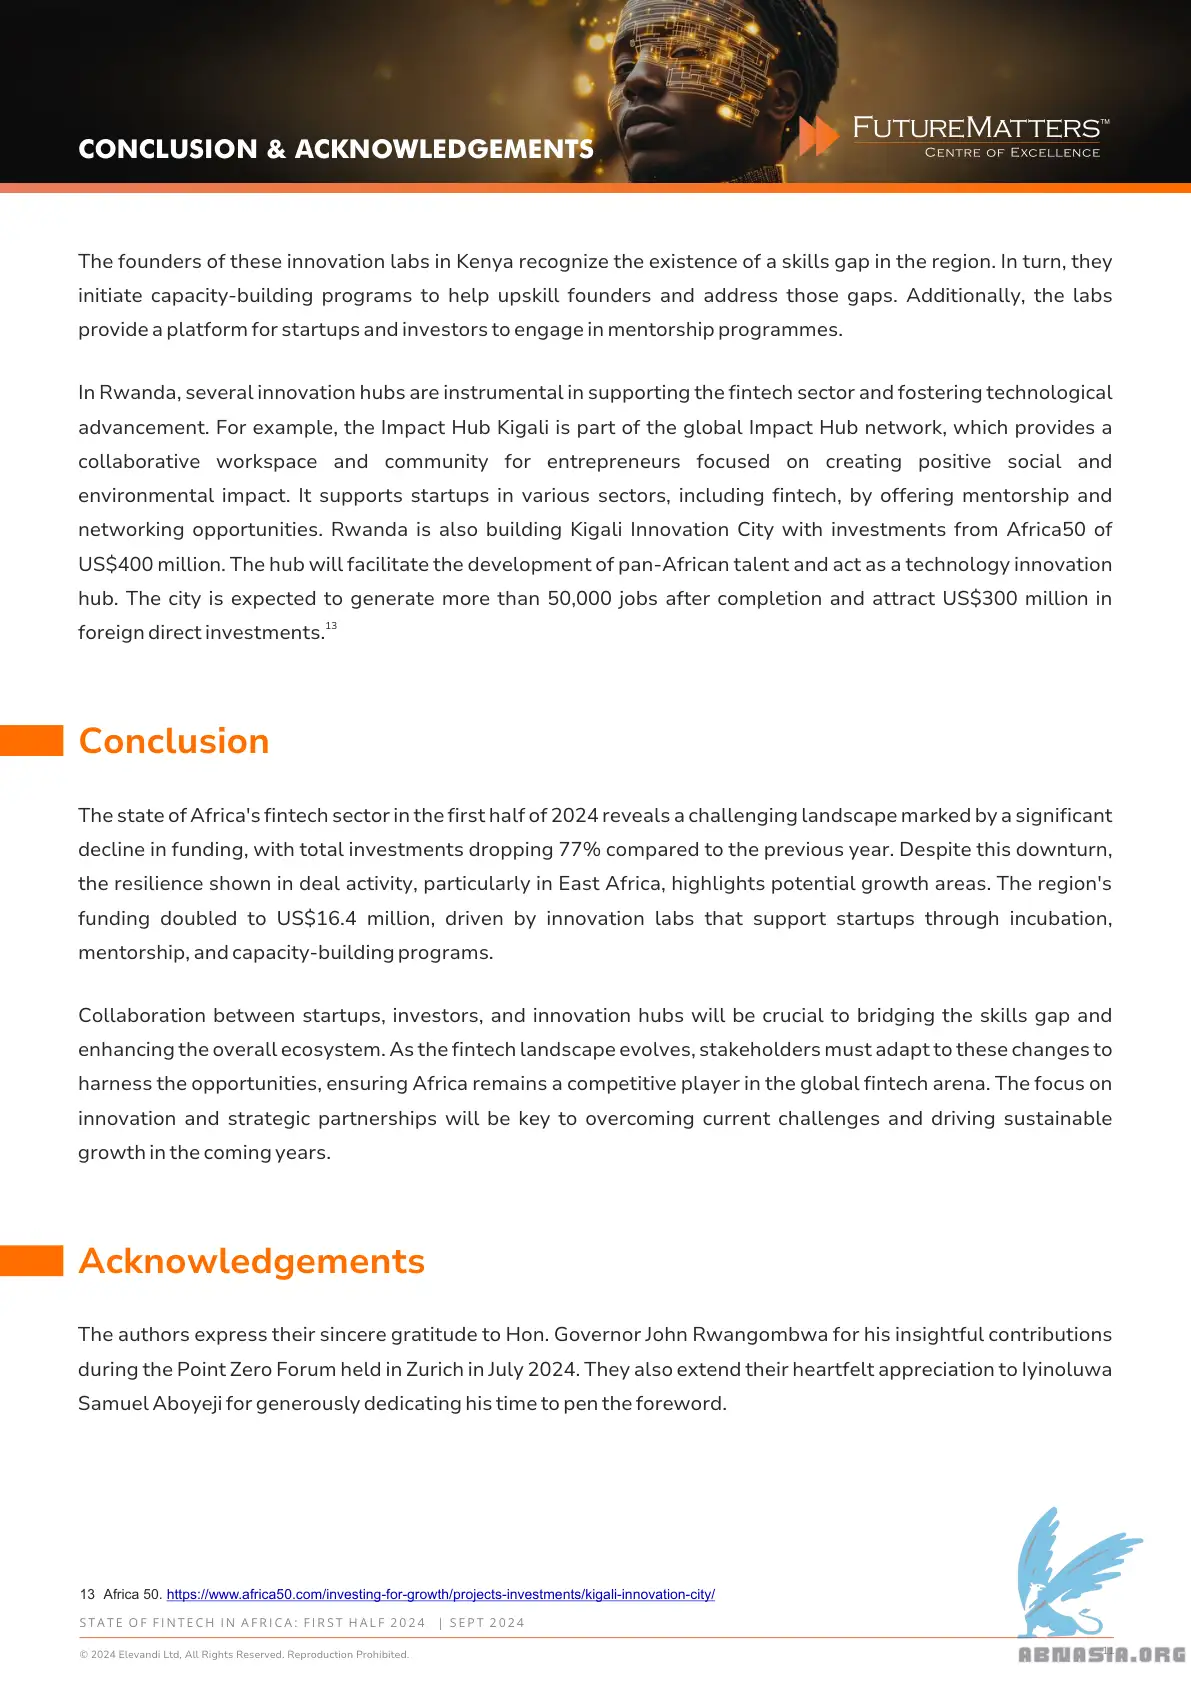 CONCLUSION & ACKNOWLEDGEMENTS
FUTUREMATTERS™
CENTRE OF EXCELLENCE
The founders of these innovation labs in Kenya recognize the existence of a skills gap in the region. In turn, they
initiate capacity-building programs to help upskill founders and address those gaps. Additionally, the labs
provide a platform for startups and investors to engage in mentorship programmes.
In Rwanda, several innovation hubs are instrumental in supporting the fintech sector and fostering technological
advancement. For example, the Impact Hub Kigali is part of the global Impact Hub network, which provides a
collaborative workspace and community for entrepreneurs focused on creating positive social and
environmental impact. It supports startups in various sectors, including fintech, by offering mentorship and
networking opportunities. Rwanda is also building Kigali Innovation City with investments from Africa50 of
US$400 million. The hub will facilitate the development of pan-African talent and act as a technology innovation
hub. The city is expected to generate more than 50,000 jobs after completion and attract US$300 million in
foreign direct investments.13
Conclusion
The state of Africa's fintech sector in the first half of 2024 reveals a challenging landscape marked by a significant
decline in funding, with total investments dropping 77% compared to the previous year. Despite this downturn,
the resilience shown in deal activity, particularly in East Africa, highlights potential growth areas. The region's
funding doubled to US$16.4 million, driven by innovation labs that support startups through incubation,
mentorship, and capacity-building programs.
Collaboration between startups, investors, and innovation hubs will be crucial to bridging the skills gap and
enhancing the overall ecosystem. As the fintech landscape evolves, stakeholders must adapt to these changes to
harness the opportunities, ensuring Africa remains a competitive player in the global fintech arena. The focus on
innovation and strategic partnerships will be key to overcoming current challenges and driving sustainable
growth in the coming years.
Acknowledgements
The authors express their sincere gratitude to Hon. Governor John Rwangombwa for his insightful contributions
during the Point Zero Forum held in Zurich in July 2024. They also extend their heartfelt appreciation to Iyinoluwa
Samuel Aboyeji for generously dedicating his time to pen the foreword.
13 Africa 50. https://www.africa50.com/investing-for-growth/projects-investments/kigali-innovation-city/
STATE OF FINTECH IN AFRICA: FIRST HALF 2024 | SEPT 2024
© 2024 Elevandi Ltd, All Rights Reserved, Reproduction Prohibited.
ABNASIA.ORG